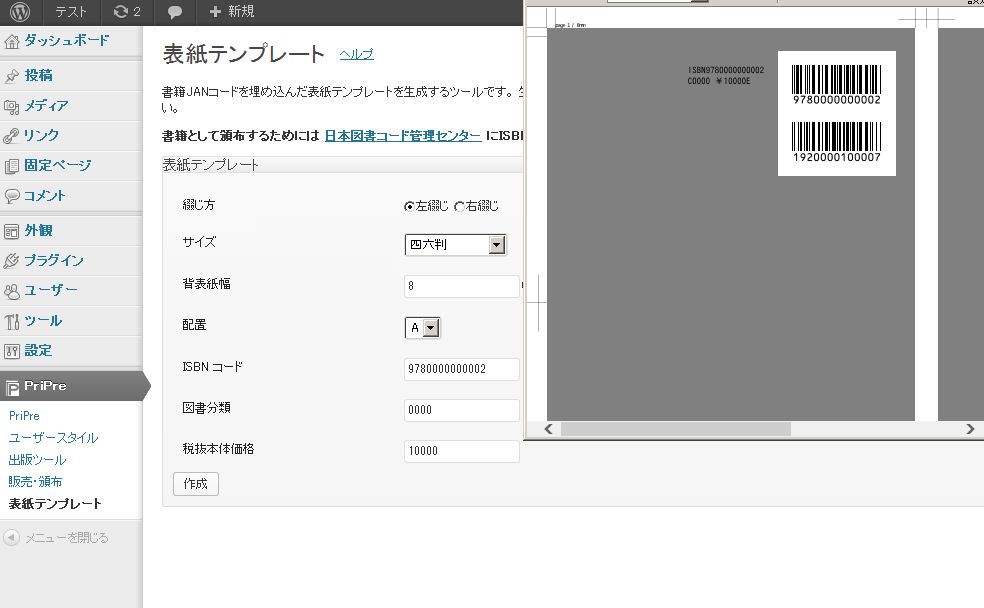 テスト 2 + 新規
ダッシュボード
投稿
メディア
リンク
固定ページ
コメント
外観
プラグイン
ユーザー
ツール
設定
PriPre
PriPre
ユーザースタイル
出版ツール
販売・頒布
表紙テンプレート
メニューを閉じる
表紙テンプレート ヘルプ
書籍JANコードを埋め込んだ表紙テンプレートを生成するツールです。
い。
書籍として頒布するためには 日本図書コード管理センター にISBN
表紙テンプレート
綴じ方 左綴じ 右綴じ
サイズ 四六判
背表紙幅 8
配置 A
ISBN コード 9780000000002
図書分類 0000
税抜本体価格 10000
作成
page 1 / 8mm
ISBN9780000000002
C0000 ¥10000E
9780000000002
1920000100007